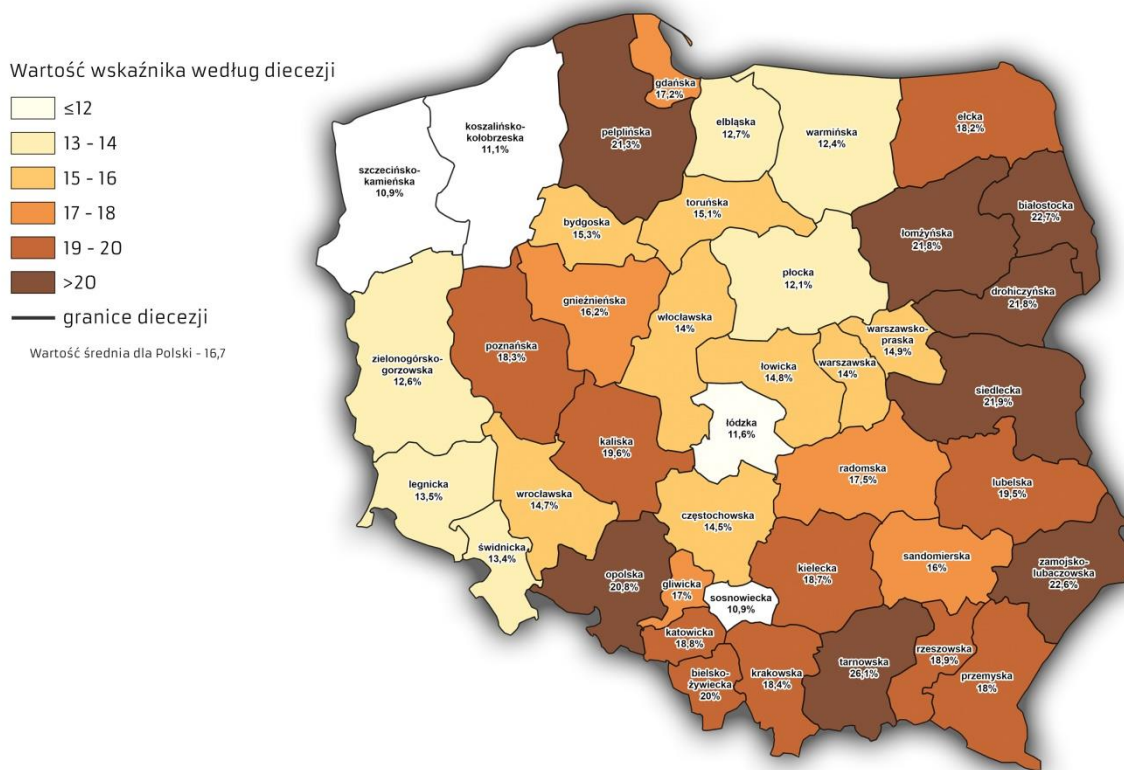 Wartość wskaźnika według diecezji
≤12
13 - 14
15 - 16
17 - 18
19 - 20
>20
granice diecezji
Wartość średnia dla Polski - 16,7
gdańska
17,2%
koszalińsko-
kołobrzeska
11,1%
pelplińska
21,3%
elbląska
12,7%
warmińska
12,4%
ełcka
18,2%
szczecińsko-
kamieńska
10,9%
bydgoska
15,3%
toruńska
15,1%
łomżyńska
21,8%
białostocka
22,7%
płocka
12,1%
drohiczyńska
21,8%
gnieźnieńska
16,2%
włocławska
14%
warszawsko-
praska
14,9%
poznańska
18,3%
zielonogórsko-
gorzowska
12,6%
łowicka
14,8%
warszawska
14%
siedlecka
21,9%
łódzka
11,6%
kaliska
19,6%
radomska
17,5%
lubelska
19,5%
legnicka
13,5%
wrocławska
14,7%
częstochowska
14,5%
świdnicka
13,4%
opolska
20,8%
gliwicka
17%
sosnowiecka
10,9%
kielecka
18,7%
sandomierska
16%
zamojsko-
lubaczowska
22,6%
katowicka
18,8%
bielsko-
żywiecka
20%
krakowska
18,4%
tarnowska
26,1%
rzeszowska
18,9%
przemyska
18%